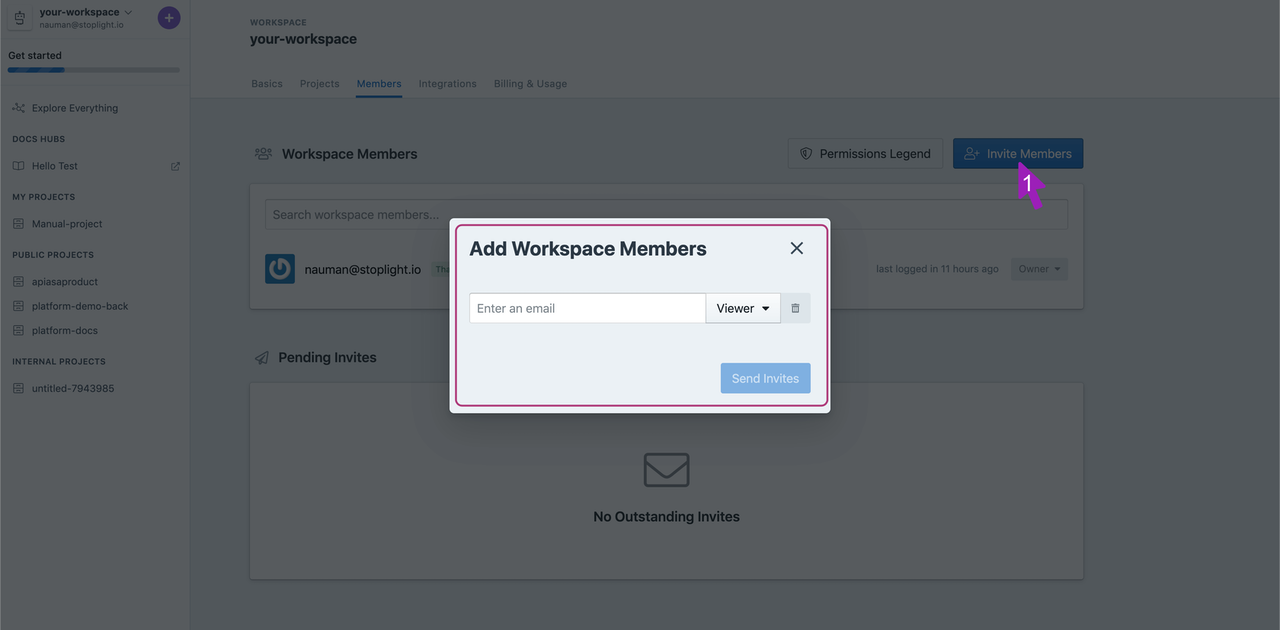 your-workspace
nauman@stoplight.io
+
Get started
Explore Everything
DOCS HUBS
Hello Test
MY PROJECTS
Manual-project
PUBLIC PROJECTS
apiasaproduct
platform-demo-back
platform-docs
INTERNAL PROJECTS
untitled-7943985
WORKSPACE
your-workspace
Basics Projects Members Integrations Billing & Usage
Workspace Members
Permissions Legend
Invite Members
1
Search workspace members...
nauman@stoplight.io
last logged in 11 hours ago
Owner
Add Workspace Members
Enter an email
Viewer
Send Invites
Pending Invites
No Outstanding Invites